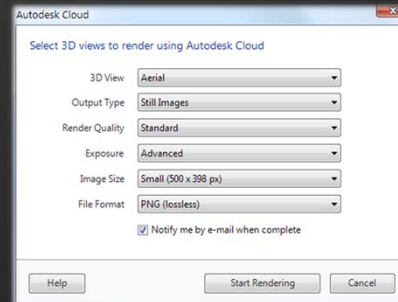 Autodesk Cloud
Select 3D views to render using Autodesk Cloud
3D View Aerial
Output Type Still Images
Render Quality Standard
Exposure Advanced
Image Size Small (500 x 398 px)
File Format PNG (lossless)
Notify me by e-mail when complete
Help Start Rendering Cancel